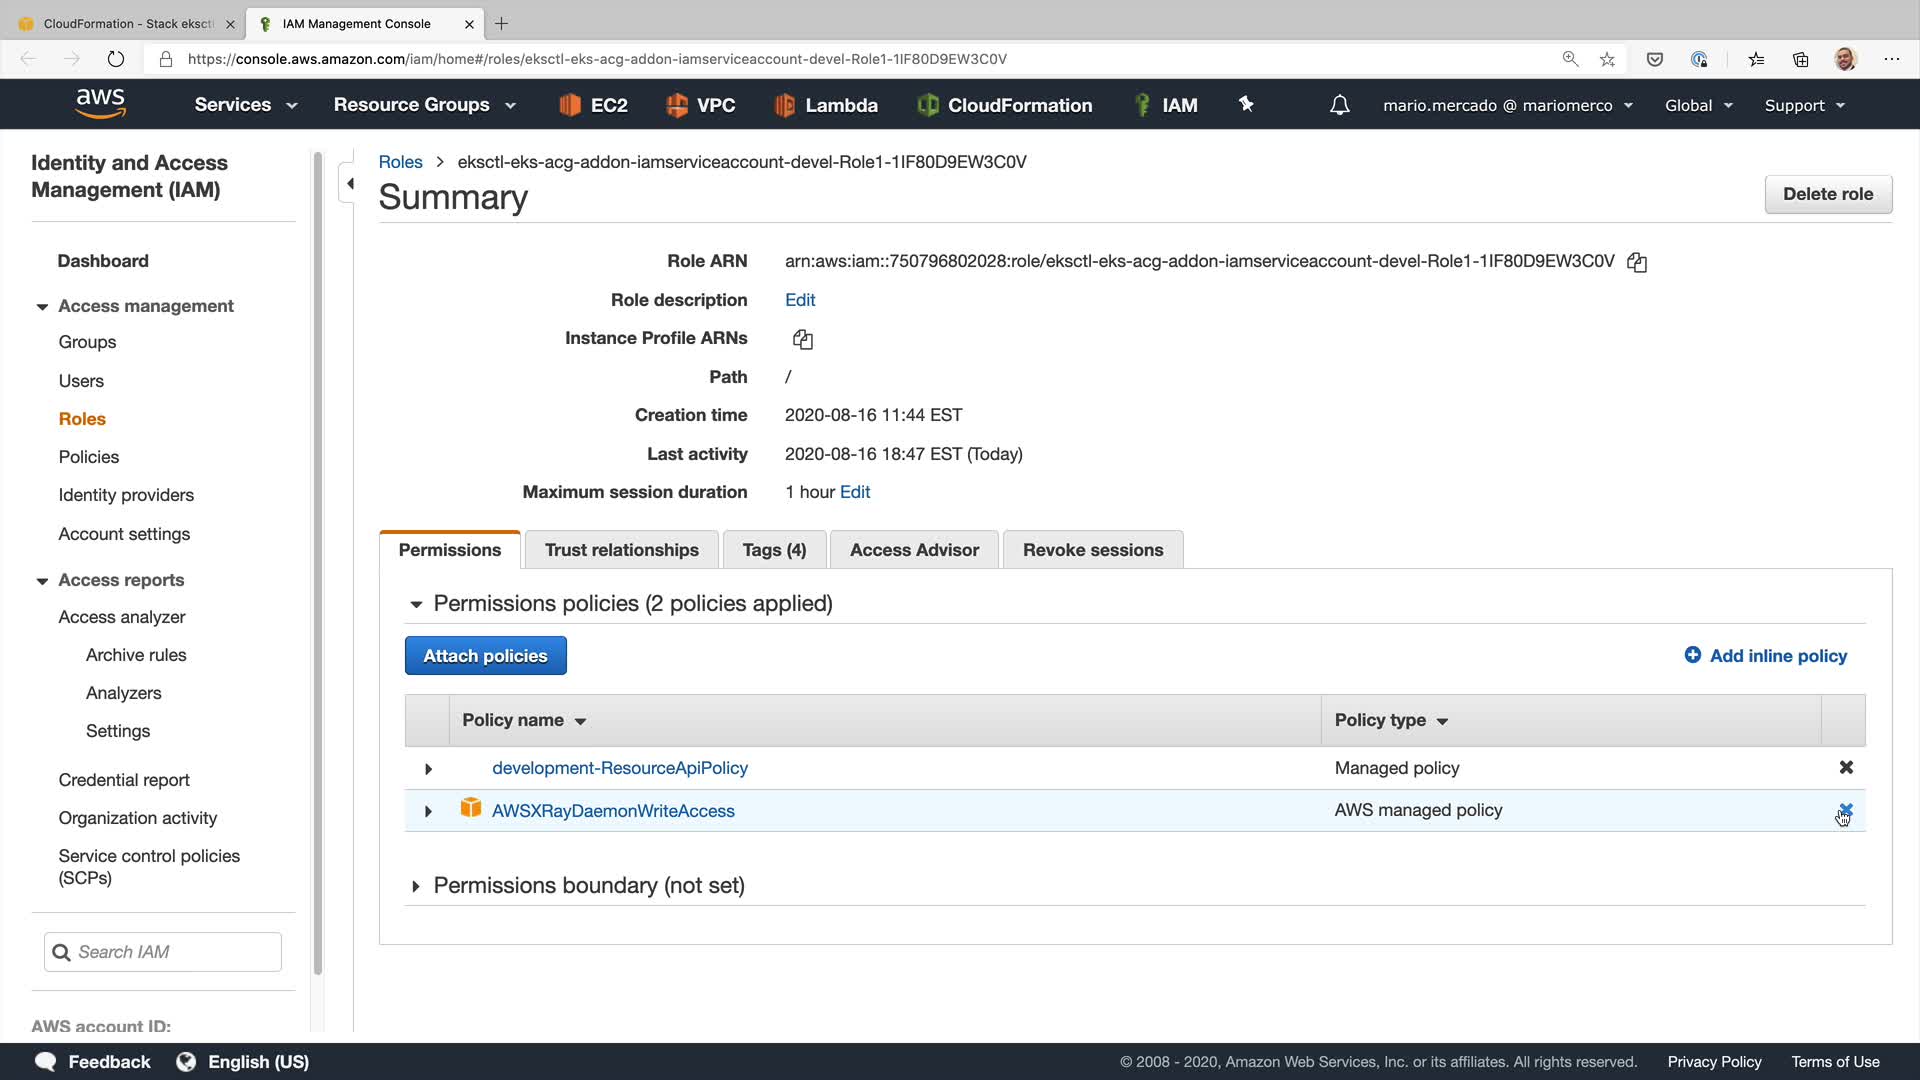 CloudFormation - Stack eksctl
IAM Management Console
https://console.aws.amazon.com/iam/home#/roles/eksctl-eks-acg-addon-iamserviceaccount-devel-Role1-1IF80D9EW3C0V
aws Services Resource Groups EC2 VPC Lambda CloudFormation IAM mario.mercado @ mariomerco Global Support
Identity and Access
Management (IAM)
Dashboard
Access management
Groups
Users
Roles
Policies
Identity providers
Account settings
Access reports
Access analyzer
Archive rules
Analyzers
Settings
Credential report
Organization activity
Service control policies
(SCPs)
Search IAM
AWS account ID:
Roles > eksctl-eks-acg-addon-iamserviceaccount-devel-Role1-1IF80D9EW3C0V
Summary
Delete role
Role ARN arn:aws:iam::750796802028:role/eksctl-eks-acg-addon-iamserviceaccount-devel-Role1-1IF80D9EW3C0V
Role description Edit
Instance Profile ARNs
Path /
Creation time 2020-08-16 11:44 EST
Last activity 2020-08-16 18:47 EST (Today)
Maximum session duration 1 hour Edit
Permissions Trust relationships Tags (4) Access Advisor Revoke sessions
Permissions policies (2 policies applied)
Attach policies Add inline policy
Policy name Policy type
development-ResourceApiPolicy Managed policy
AWSXRayDaemonWriteAccess AWS managed policy
Permissions boundary (not set)
Feedback English (US) © 2008 - 2020, Amazon Web Services, Inc. or its affiliates. All rights reserved. Privacy Policy Terms of Use